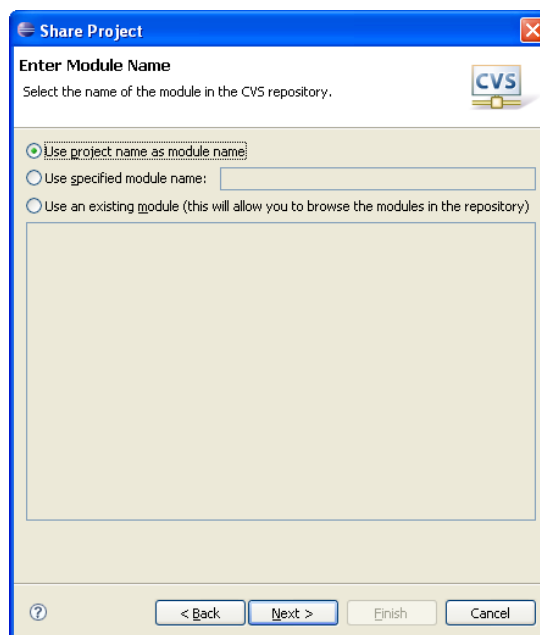 Share Project
Enter Module Name
Select the name of the module in the CVS repository.
CVS
Use project name as module name
Use specified module name:
Use an existing module (this will allow you to browse the modules in the repository)
?
< Back
Next >
Finish
Cancel